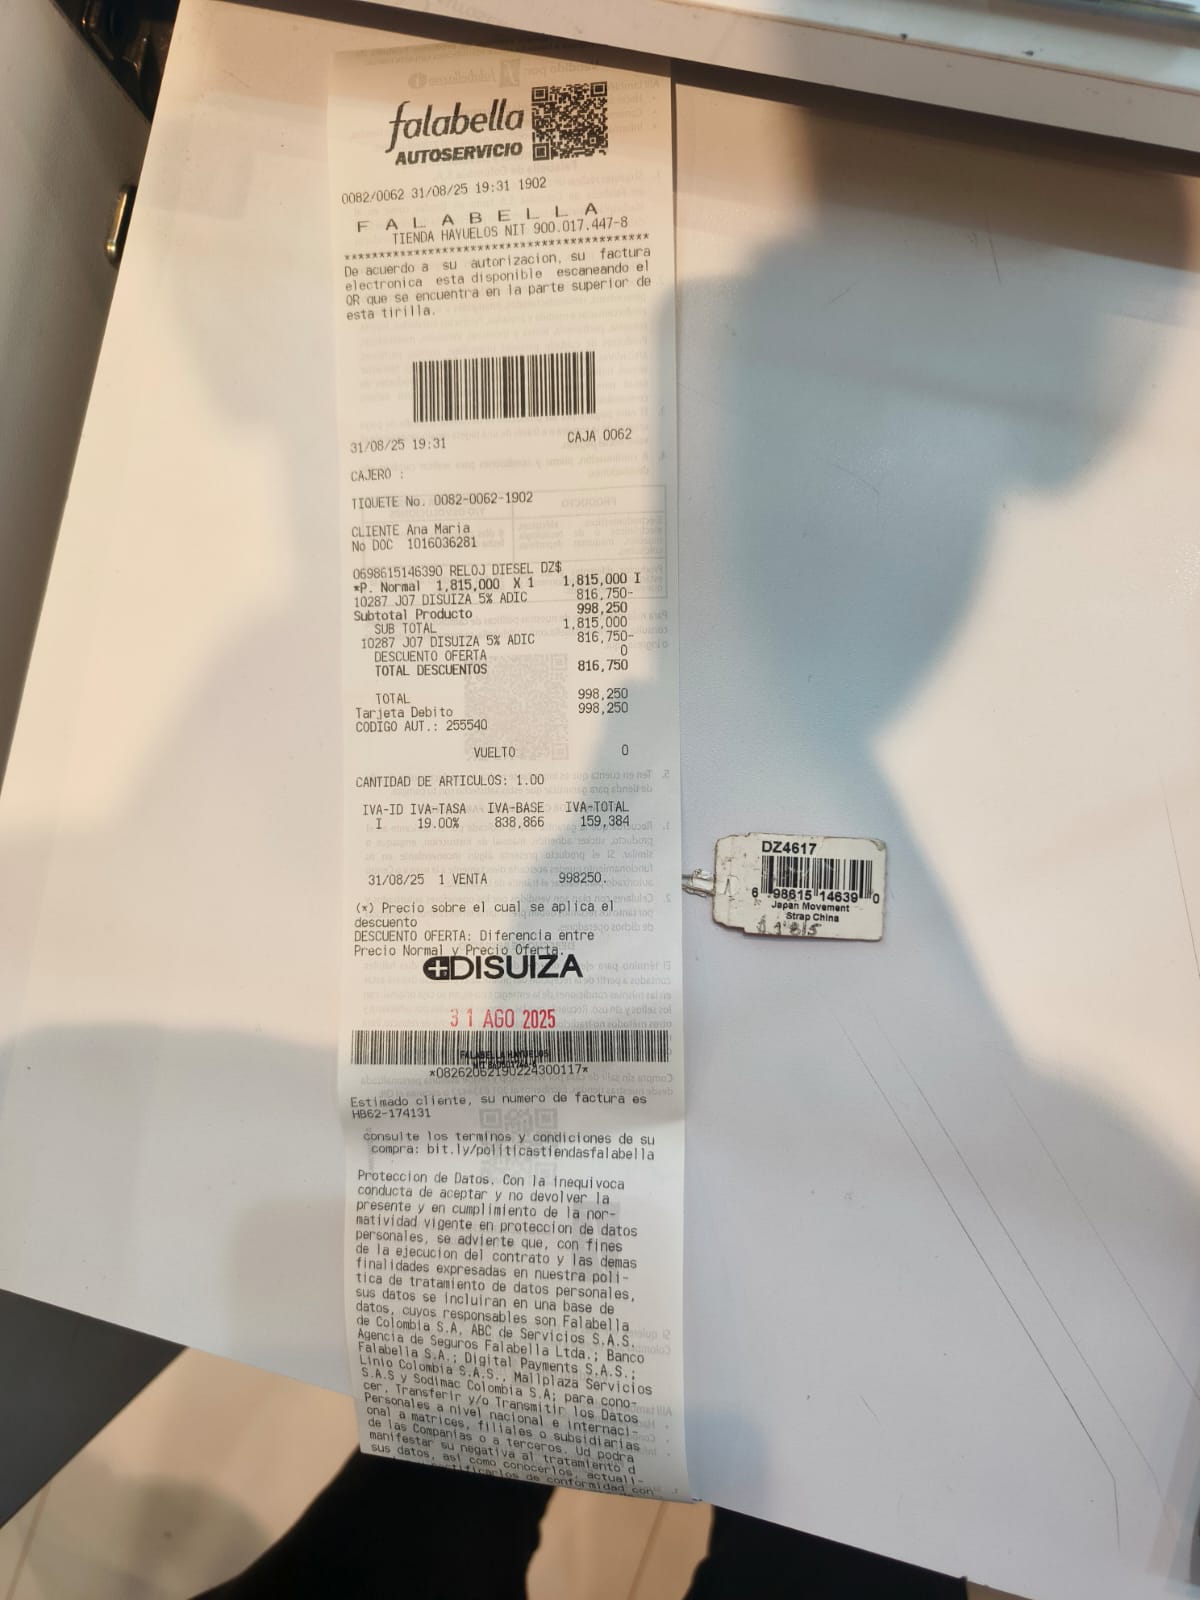 falabella
AUTOSERVICIO
0082/0062 31/08/25 19:31 1902
F A L A B E L L A
TIENDA HAYUELOS NIT 900.017.447-8
****************************************
De acuerdo a su autorizacion, su factura
electronica esta disponible escaneando el
QR que se encuentra en la parte superior de
esta tirilla.
31/08/25 19:31 CAJA 0062
CAJERO :
TIQUETE No. 0082-0062-1902
CLIENTE Ana Maria
No DOC 1016036281
0698615146390 RELOJ DIESEL DZ$
*P. Normal 1,815,000 X 1 1,815,000 I
10287 J07 DISUIZA 5% ADIC 816,750-
Subtotal Producto 998,250
SUB TOTAL 1,815,000
10287 J07 DISUIZA 5% ADIC 816,750-
DESCUENTO OFERTA 0
TOTAL DESCUENTOS 816,750
TOTAL 998,250
Tarjeta Debito 998,250
CODIGO AUT.: 255540
VUELTO 0
CANTIDAD DE ARTICULOS: 1.00
IVA-ID IVA-TASA IVA-BASE IVA-TOTAL
I 19.00% 838,866 159,384
31/08/25 1 VENTA 998250.
(*) Precio sobre el cual se aplica el
descuento
DESCUENTO OFERTA: Diferencia entre
Precio Normal y Precio Oferta.
DISUIZA
31 AGO 2025
FALABELLA HAYUELOS
*08262062190224300117*
Estimado cliente, su numero de factura es
HB62-174131
consulte los terminos y condiciones de su
compra: bit.ly/politicastiendasfalabella
Proteccion de Datos. Con la inequivoca
conducta de aceptar y no devolver la
presente y en cumplimiento de la nor-
matividad vigente en proteccion de datos
personales, se advierte que, con fines
de la ejecucion del contrato y las demas
finalidades expresadas en nuestra poli-
tica de tratamiento de datos personales,
sus datos se incluiran en una base de
datos, cuyos responsables son Falabella
de Colombia S.A, ABC de Servicios S.A.S,
Agencia de Seguros Falabella Ltda.; Banco
Falabella S.A.; Digital Payments S.A.S.;
Linio Colombia S.A.S., Mallplaza Servicios
S.A.S y Sodimac Colombia S.A; para cono-
cer, Transferir y/o Transmitir los Datos
Personales a nivel nacional e internaci-
onal a matrices, filiales o subsidiarias
de las Companias o a terceros. Ud podra
manifestar su negativa al tratamiento d
sus datos, así como conocerlos, actuali-
de conformidad con
DZ4617
6 98615 14639 0
Japan Movement
Strap China
$ 1'815